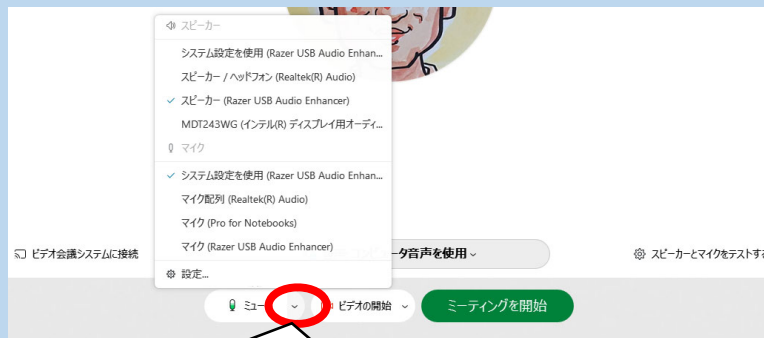 スピーカー
システム設定を使用 (Razer USB Audio Enhan...
スピーカー / ヘッドフォン (Realtek(R) Audio)
スピーカー (Razer USB Audio Enhancer)
MDT243WG (インテル(R) ディスプレイ用オーディ...
マイク
システム設定を使用 (Razer USB Audio Enhan...
マイク配列 (Realtek(R) Audio)
マイク (Pro for Notebooks)
マイク (Razer USB Audio Enhancer)
設定...
ビデオ会議システムに接続
ータ音声を使用
スピーカーとマイクをテストする
ミュー
ビデオの開始
ミーティングを開始